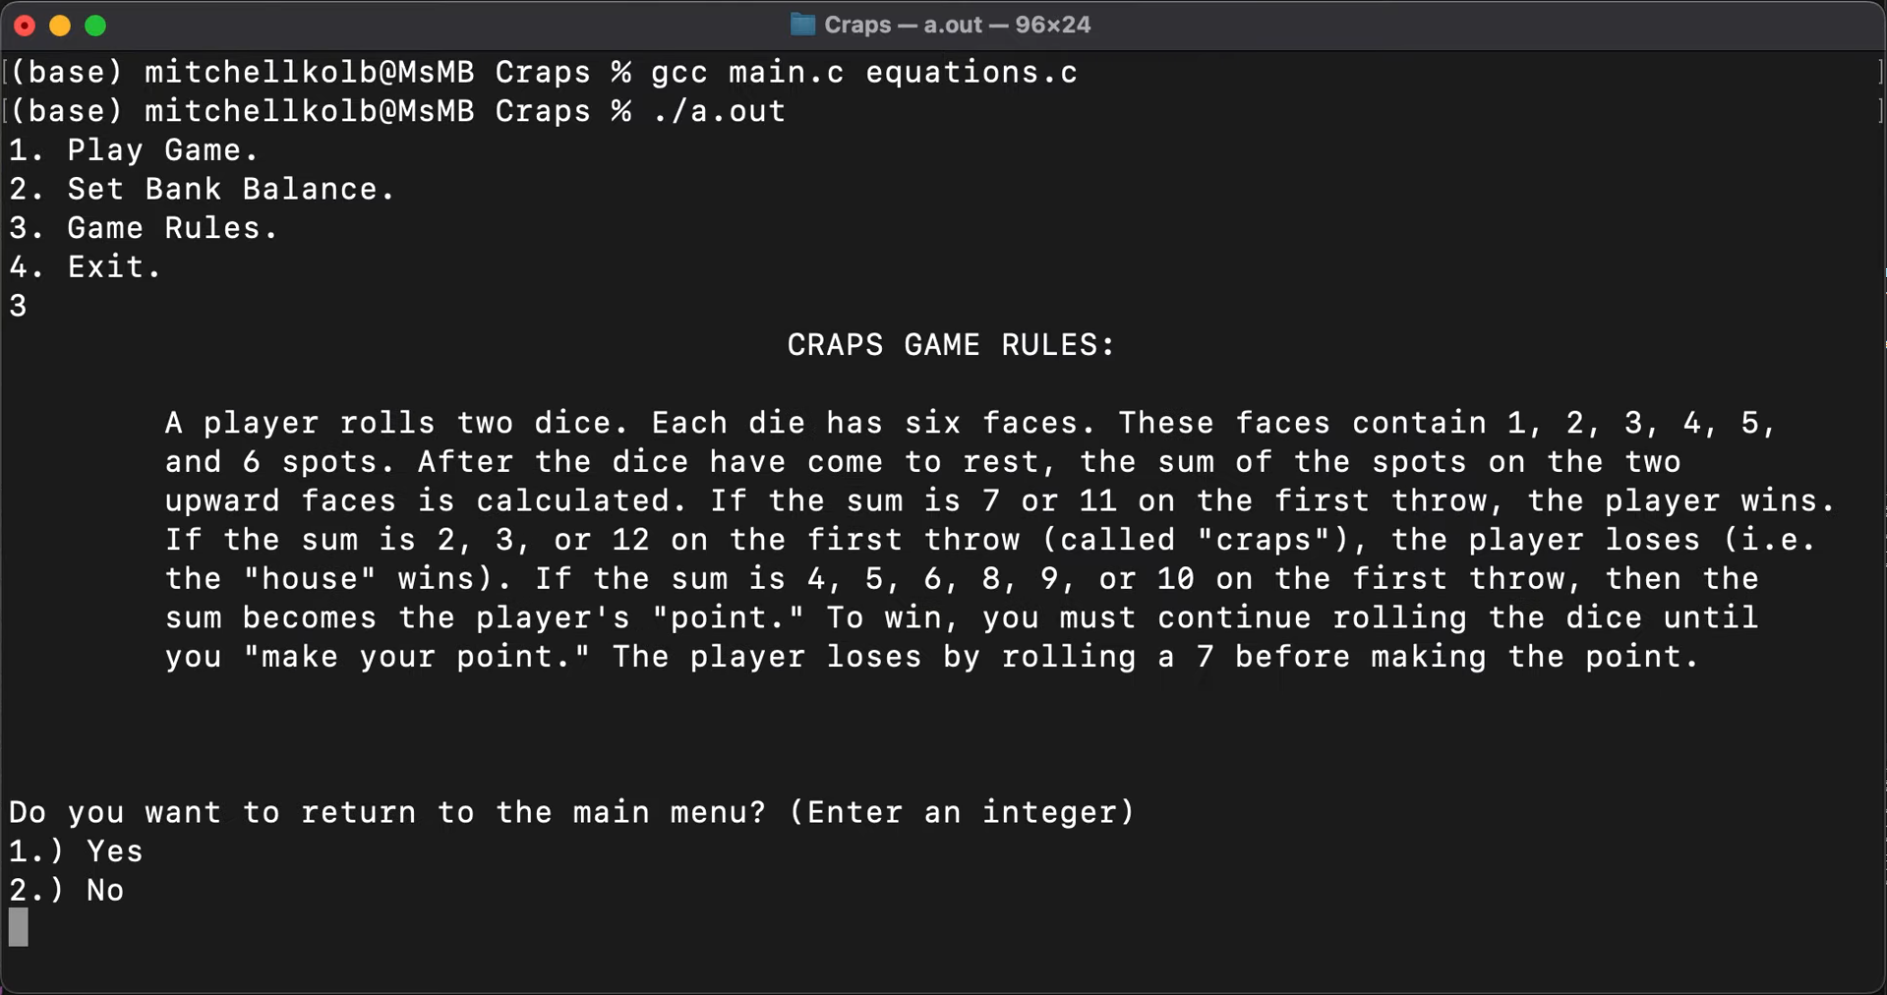 Craps — a.out — 96×24
[(base) mitchellkolb@MsMB Craps % gcc main.c equations.c ]
[(base) mitchellkolb@MsMB Craps % ./a.out ]
1. Play Game.
2. Set Bank Balance.
3. Game Rules.
4. Exit.
3
CRAPS GAME RULES:
A player rolls two dice. Each die has six faces. These faces contain 1, 2, 3, 4, 5,
and 6 spots. After the dice have come to rest, the sum of the spots on the two
upward faces is calculated. If the sum is 7 or 11 on the first throw, the player wins.
If the sum is 2, 3, or 12 on the first throw (called "craps"), the player loses (i.e.
the "house" wins). If the sum is 4, 5, 6, 8, 9, or 10 on the first throw, then the
sum becomes the player's "point." To win, you must continue rolling the dice until
you "make your point." The player loses by rolling a 7 before making the point.
Do you want to return to the main menu? (Enter an integer)
1.) Yes
2.) No